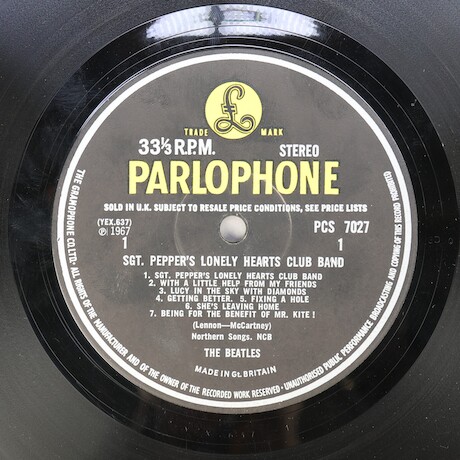 £
TRADE MARK
33⅓ R.P.M. STEREO
PARLOPHONE
SOLD IN U.K. SUBJECT TO RESALE PRICE CONDITIONS, SEE PRICE LISTS
(YEX.637) PCS 7027
℗ 1967
1 1
SGT. PEPPER'S LONELY HEARTS CLUB BAND
1. SGT. PEPPER'S LONELY HEARTS CLUB BAND
2. WITH A LITTLE HELP FROM MY FRIENDS
3. LUCY IN THE SKY WITH DIAMONDS
4. GETTING BETTER. 5. FIXING A HOLE
6. SHE'S LEAVING HOME
7. BEING FOR THE BENEFIT OF MR. KITE !
(Lennon—McCartney)
Northern Songs. NCB
THE BEATLES
MADE IN GT. BRITAIN
THE GRAMOPHONE CO. LTD · ALL RIGHTS OF THE MANUFACTURER AND OF THE OWNER OF THE RECORDED WORK RESERVED · UNAUTHORISED PUBLIC PERFORMANCE BROADCASTING AND COPYING OF THIS RECORD PROHIBITED